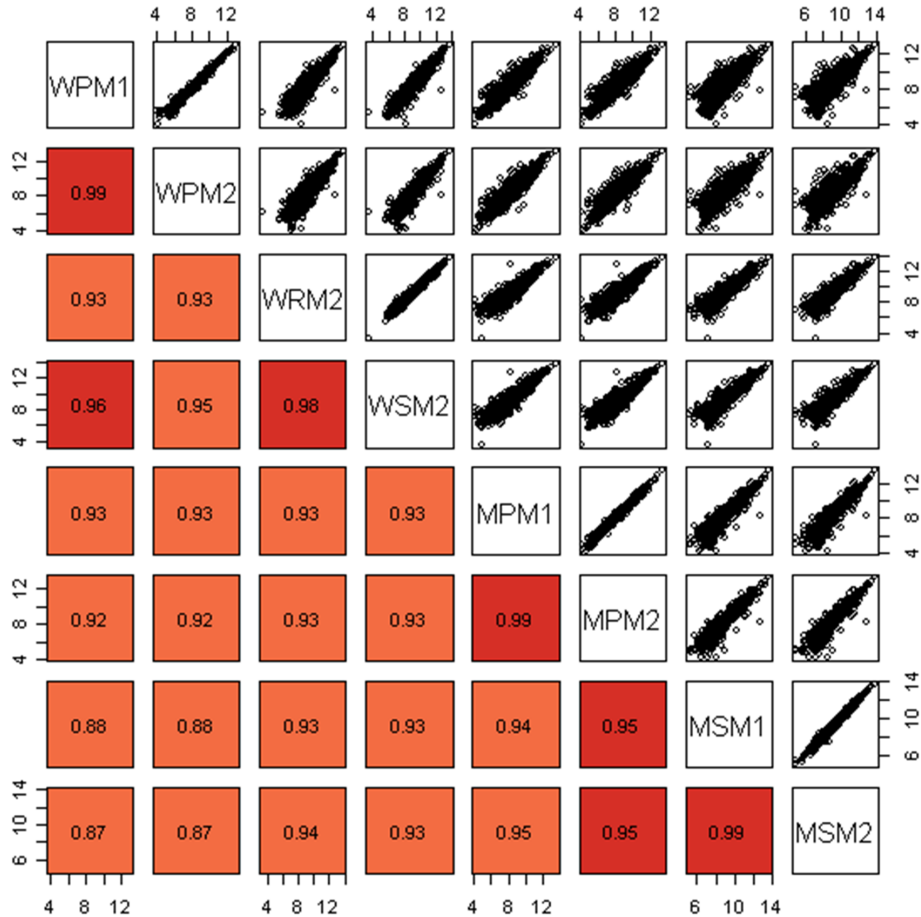 4 8 12 4 8 12 4 8 12 6 10 14
WPM1 4 8 12
4 8 12 0.99 WPM2
0.93 0.93 WRM2 4 8 12
4 8 12 0.96 0.95 0.98 WSM2
0.93 0.93 0.93 0.93 MPM1 4 8 12
4 8 12 0.92 0.92 0.93 0.93 0.99 MPM2
0.88 0.88 0.93 0.93 0.94 0.95 MSM1 6 10 14
6 10 14 0.87 0.87 0.94 0.93 0.95 0.95 0.99 MSM2
4 8 12 4 8 12 4 8 12 6 10 14